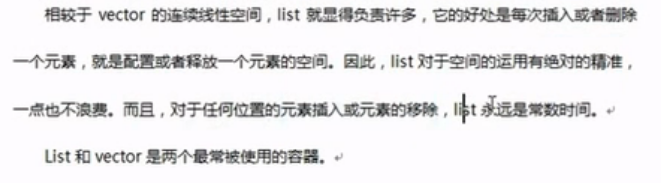 相较于 vector 的连续线性空间，list 就显得负责许多，它的好处是每次插入或者删除
一个元素，就是配置或者释放一个元素的空间。因此，list 对于空间的运用有绝对的精准，
一点也不浪费。而且，对于任何位置的元素插入或元素的移除，list 永远是常数时间。
List 和 vector 是两个最常被使用的容器。